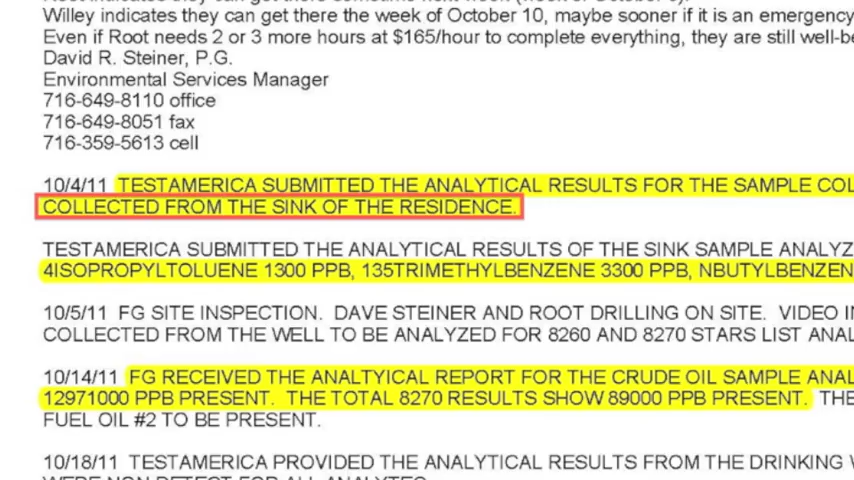 Willey indicates they can get there the week of October 10, maybe sooner if it is an emergency
Even if Root needs 2 or 3 more hours at $165/hour to complete everything, they are still well-be
David R. Steiner, P.G.
Environmental Services Manager
716-649-8110 office
716-649-8051 fax
716-359-5613 cell
10/4/11 TESTAMERICA SUBMITTED THE ANALYTICAL RESULTS FOR THE SAMPLE COL
COLLECTED FROM THE SINK OF THE RESIDENCE.
TESTAMERICA SUBMITTED THE ANALYTICAL RESULTS OF THE SINK SAMPLE ANALYZ
4ISOPROPYLTOLUENE 1300 PPB, 135TRIMETHYLBENZENE 3300 PPB, NBUTYLBENZEN
10/5/11 FG SITE INSPECTION. DAVE STEINER AND ROOT DRILLING ON SITE. VIDEO I
COLLECTED FROM THE WELL TO BE ANALYZED FOR 8260 AND 8270 STARS LIST ANAL
10/14/11 FG RECEIVED THE ANALTYICAL REPORT FOR THE CRUDE OIL SAMPLE ANAL
12971000 PPB PRESENT. THE TOTAL 8270 RESULTS SHOW 89000 PPB PRESENT. THE
FUEL OIL #2 TO BE PRESENT.
10/18/11 TESTAMERICA PROVIDED THE ANALYTICAL RESULTS FROM THE DRINKING
WERE NON DETECT FOR ALL ANALYTES